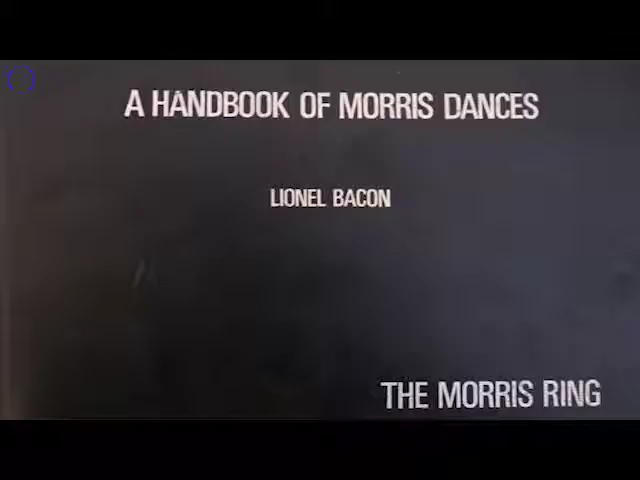 A HANDBOOK OF MORRIS DANCES
LIONEL BACON
THE MORRIS RING